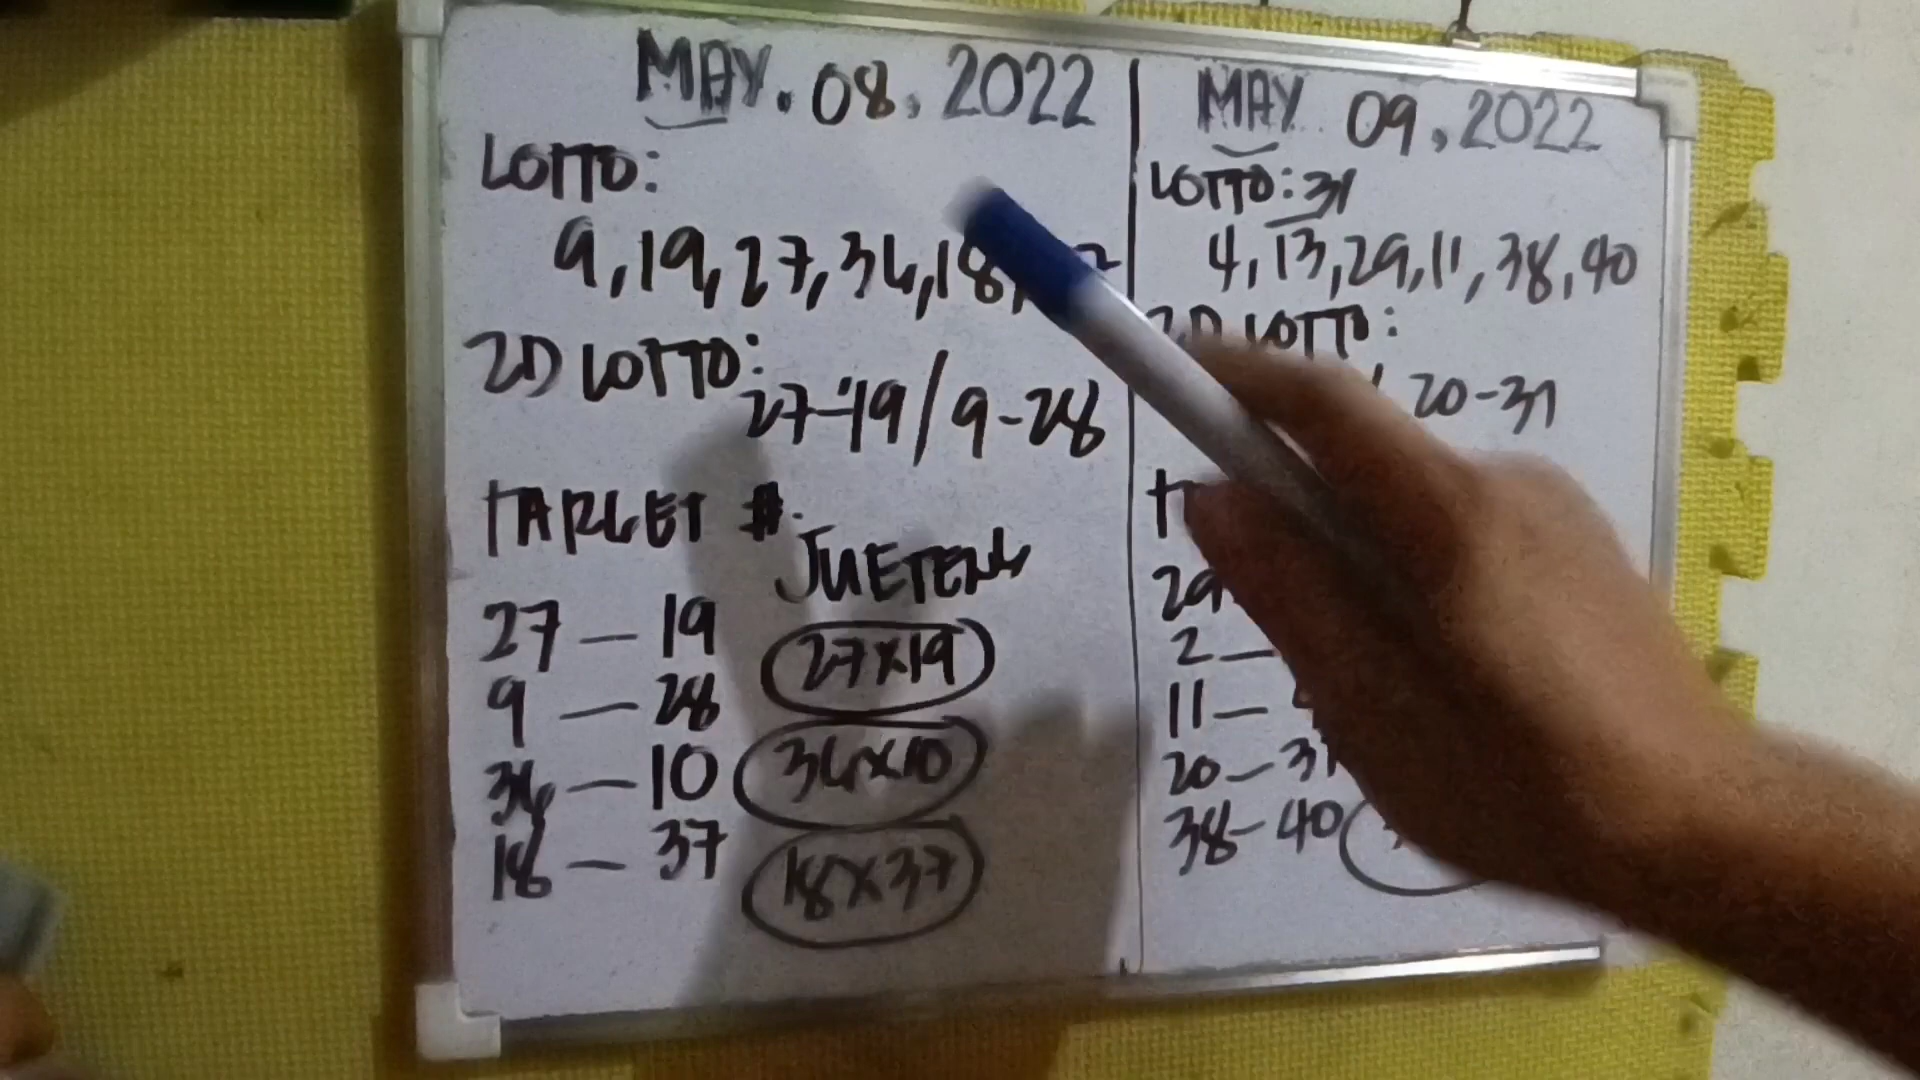 MAY. 08, 2022
LOTTO:
9, 19, 27, 34, 18,
2D LOTTO:
27-19 / 9-28
TARGET #.
JUETENG
27 — 19
27x19
9 — 28
34 — 10
34x10
18 — 37
18x37
MAY 09, 2022
LOTTO: 31
4, 13, 29, 11, 38, 40
2D LOTTO:
20-31
29
2 —
11 —
20 — 31
38 - 40